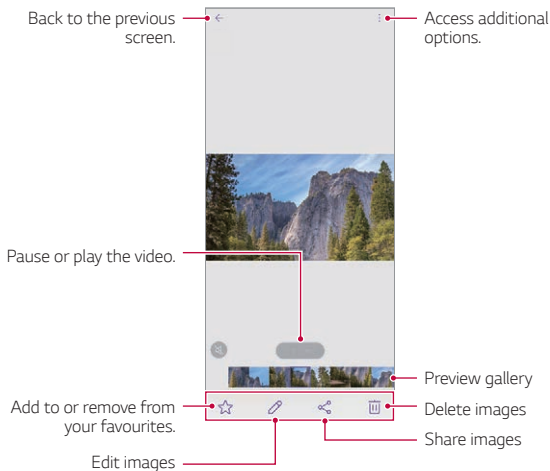 Back to the previous
screen.
Access additional
options.
Pause or play the video.
Preview gallery
Add to or remove from
your favourites.
Delete images
Share images
Edit images